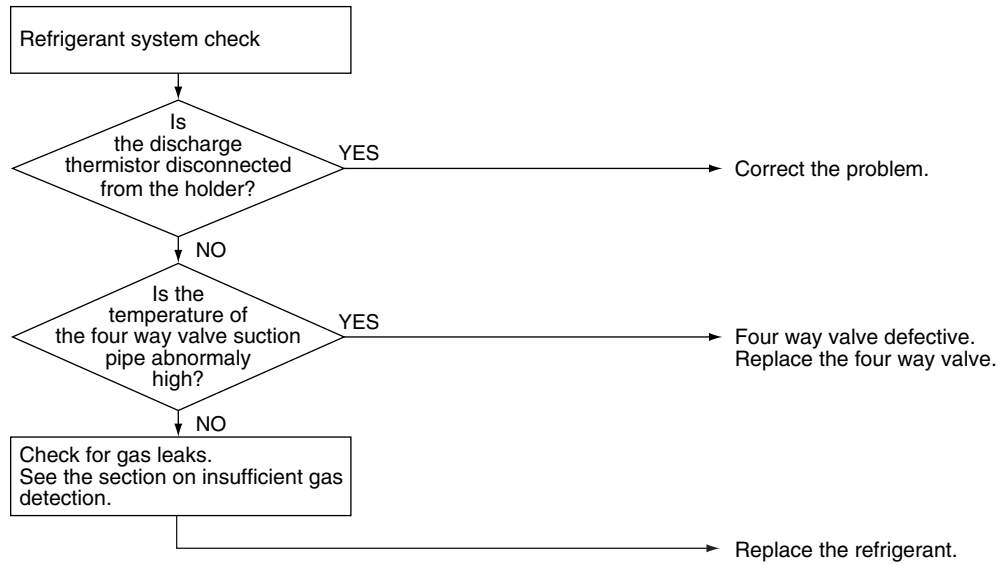 Refrigerant system check
Is
the discharge
thermistor disconnected
from the holder?
YES
Correct the problem.
NO
Is the
temperature of
the four way valve suction
pipe abnormaly
high?
YES
Four way valve defective.
Replace the four way valve.
NO
Check for gas leaks.
See the section on insufficient gas
detection.
Replace the refrigerant.